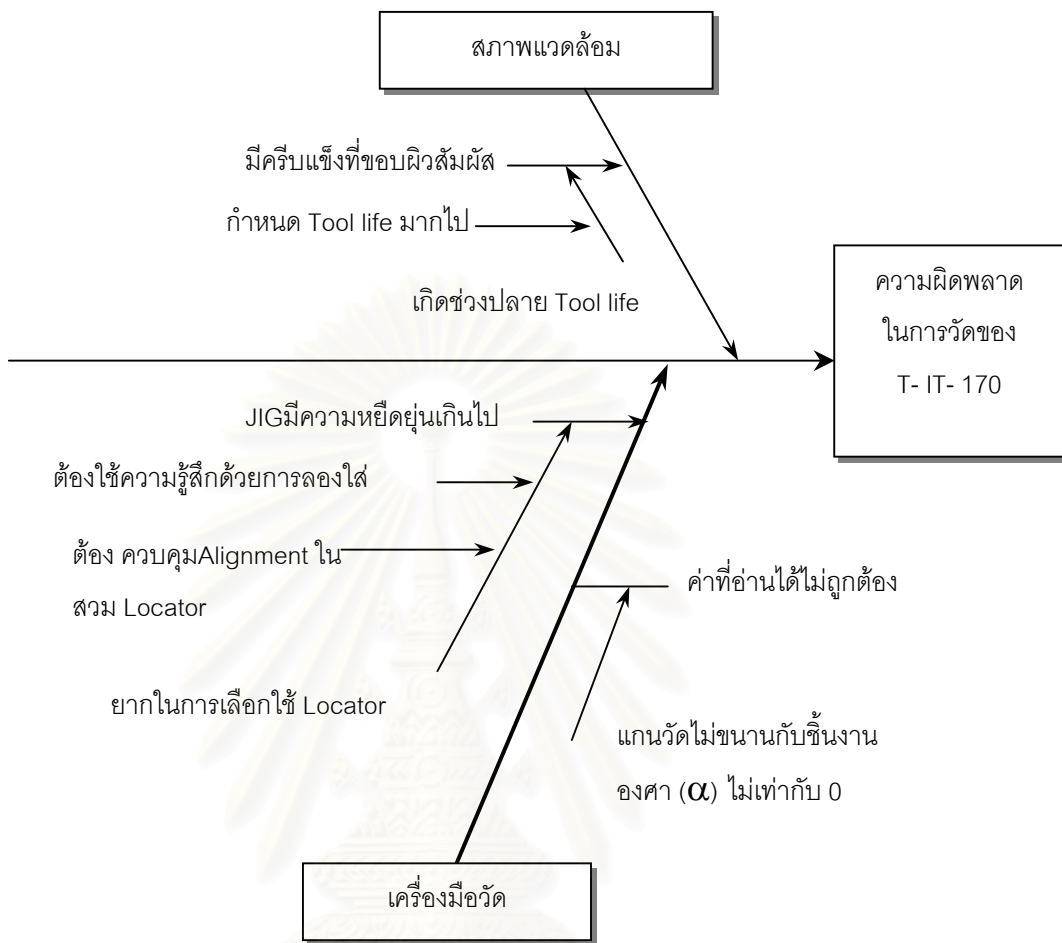 สภาพแวดล้อม
มีครีบแข็งที่ขอบผิวสัมผัส
กำหนด Tool life มากไป
เกิดช่วงปลาย Tool life
ความผิดพลาด
ในการวัดของ
T- IT- 170
JIGมีความหยืดยุ่นเกินไป
ต้องใช้ความรู้สึกด้วยการลองใส่
ต้อง ควบคุมAlignment ใน
สวม Locator
ค่าที่อ่านได้ไม่ถูกต้อง
ยากในการเลือกใช้ Locator
แกนวัดไม่ขนานกับชิ้นงาน
องศา (α) ไม่เท่ากับ 0
เครื่องมือวัด